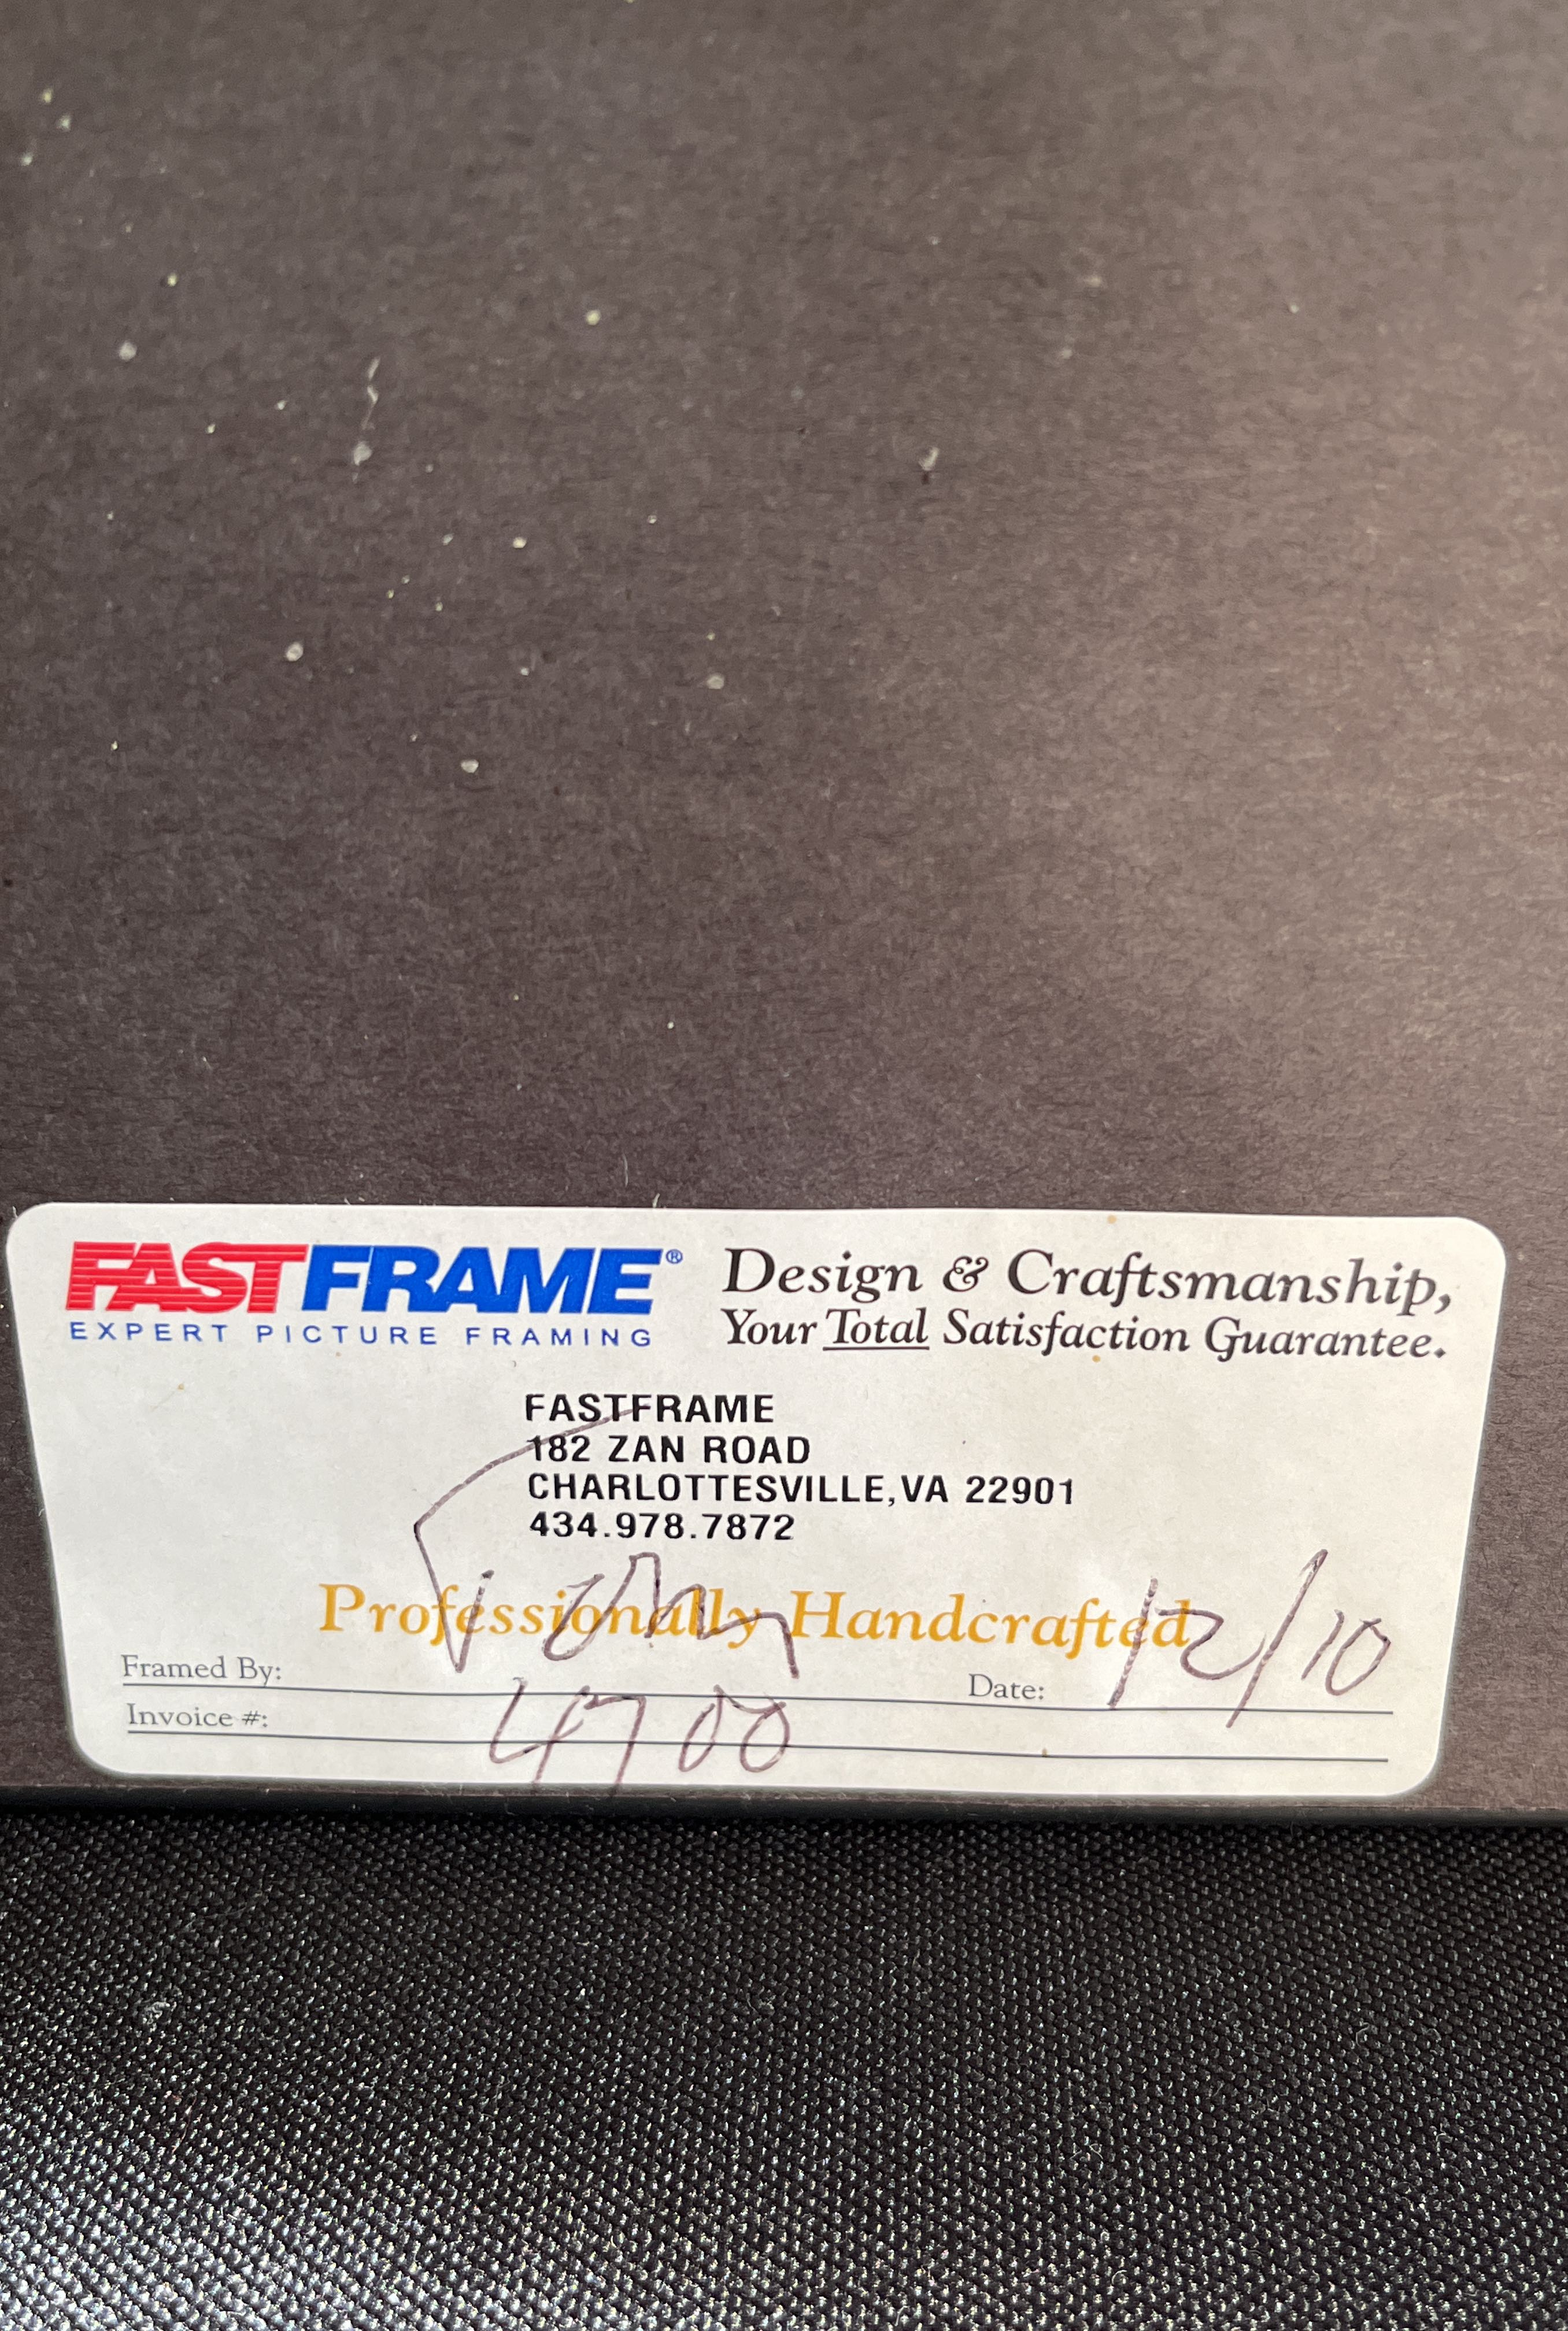 FASTFRAME®
EXPERT PICTURE FRAMING
Design & Craftsmanship,
Your Total Satisfaction Guarantee.
FASTFRAME
182 ZAN ROAD
CHARLOTTESVILLE, VA 22901
434.978.7872
Professionally Handcrafted
Framed By:
Date: 12/10
Invoice #: 4700